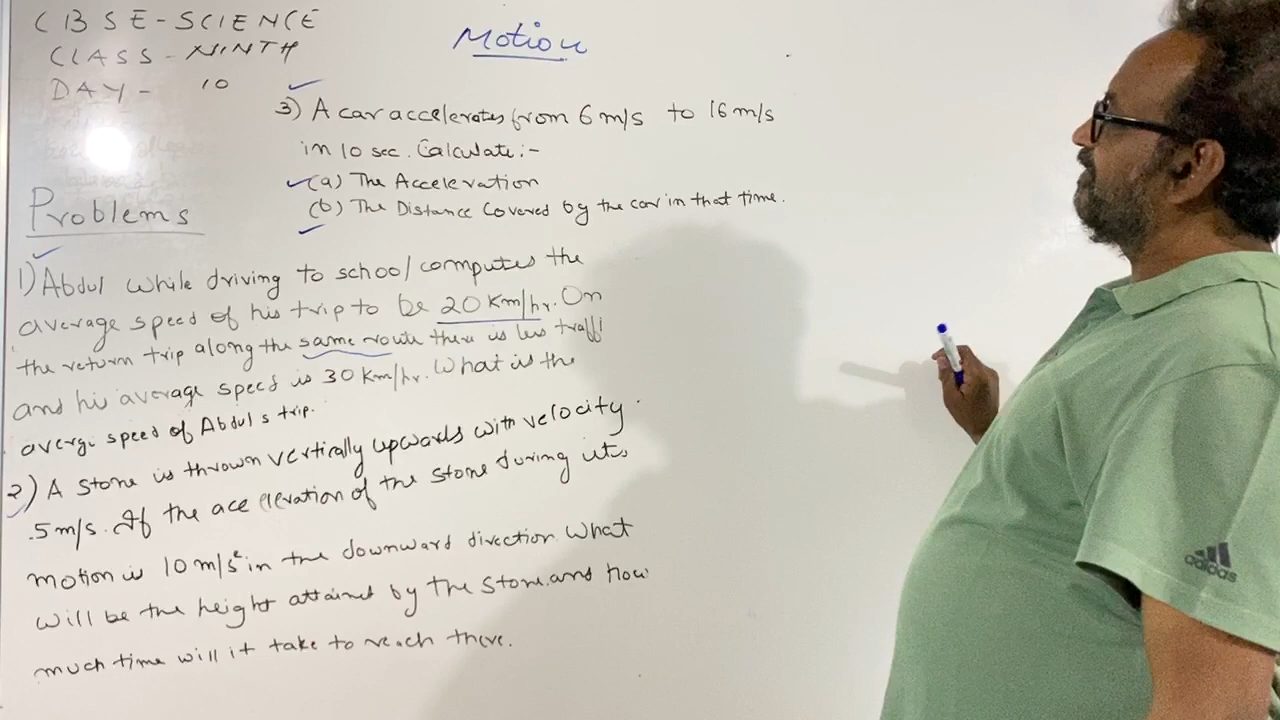 CBSE-SCIENCE
CLASS-NINTH
DAY- 10
Motion
3) A car accelerates from 6 m/s to 16 m/s
in 10 sec. Calculate:-
(a) The Acceleration
(b) The Distance Covered by the car in that time.
Problems
1) Abdul while driving to school computes the
average speed of his trip to be 20 Km/hr. On
the return trip along the same route there is less traffi
and his average speed is 30 Km/hr. What is the
averge speed of Abdul s trip.
2) A stone is thrown vertically upwards with velocity
.5 m/s. If the acceleration of the stone during its
motion is 10 m/s² in the downward direction. What
will be the height attained by the stone. and how
much time will it take to reach there.
adidas